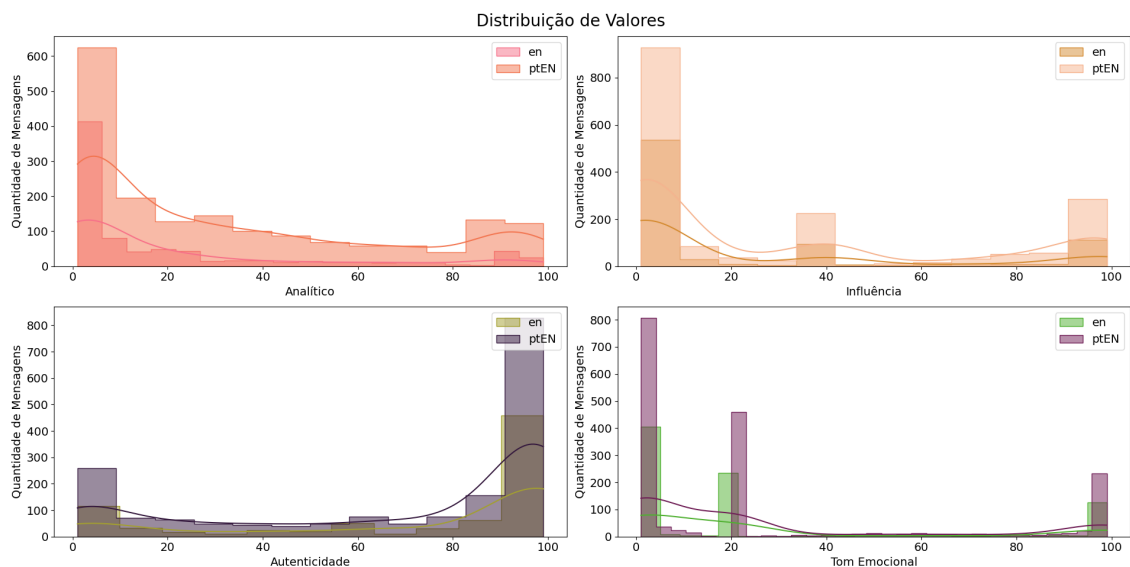 Distribuição de Valores
Quantidade de Mensagens
600
500
400
300
200
100
0
en
ptEN
0 20 40 60 80 100
Analítico
Quantidade de Mensagens
800
600
400
200
0
en
ptEN
0 20 40 60 80 100
Influência
Quantidade de Mensagens
800
700
600
500
400
300
200
100
0
en
ptEN
0 20 40 60 80 100
Autenticidade
Quantidade de Mensagens
800
700
600
500
400
300
200
100
0
en
ptEN
0 20 40 60 80 100
Tom Emocional